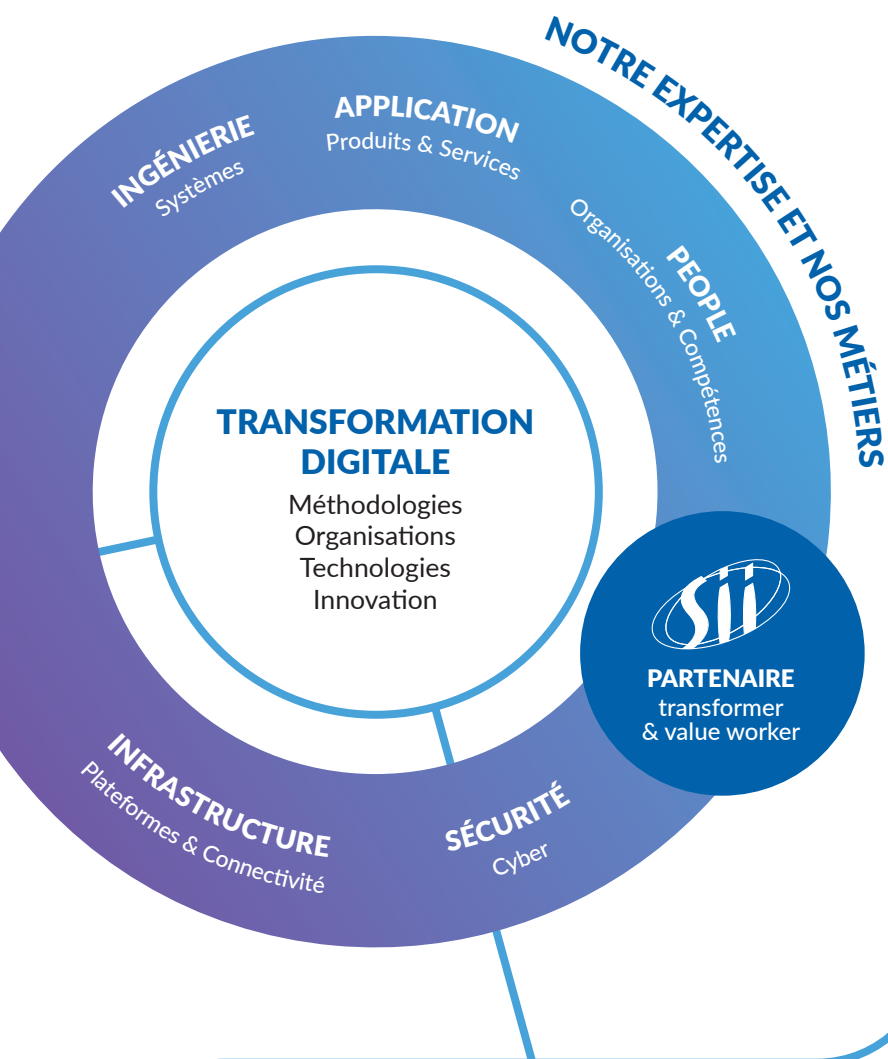 NOTRE EXPERTISE ET NOS MÉTIERS
INGÉNIERIE
Systèmes
APPLICATION
Produits & Services
PEOPLE
Organisations & Compétences
TRANSFORMATION
DIGITALE
Méthodologies
Organisations
Technologies
Innovation
sii
PARTENAIRE
transformer
& value worker
INFRASTRUCTURE
Plateformes & Connectivité
SÉCURITÉ
Cyber